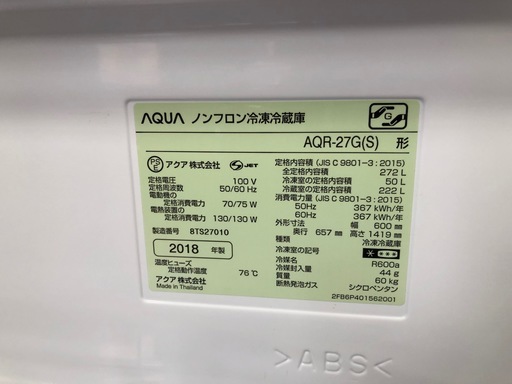 AQUA ノンフロン冷凍冷蔵庫
AQR-27G(S) 形
PS E アクア株式会社 JET
定格電圧 100 V
定格周波数 50/60 Hz
電動機の
定格消費電力 70/75 W
電熱装置の
定格消費電力 130/130 W
製造番号 8TS27010
2018 年製
温度ヒューズ
定格動作温度 76℃
アクア株式会社
Made in Thailand
定格内容積 (JIS C 9801-3 : 2015)
全定格内容積 272 L
冷凍室の定格内容積 50 L
冷蔵室の定格内容積 222 L
消費電力量 (JIS C 9801-3 : 2015)
50Hz 367 kWh/年
60Hz 367 kWh/年
外形寸法 幅 600 mm
奥行 657 mm 高さ 1419 mm
種類 冷凍冷蔵庫
冷凍室の記号
冷媒名 R600a
冷媒封入量 44 g
質量 60 kg
断熱発泡ガス シクロペンタン
2FB6P401562001
>ABS<